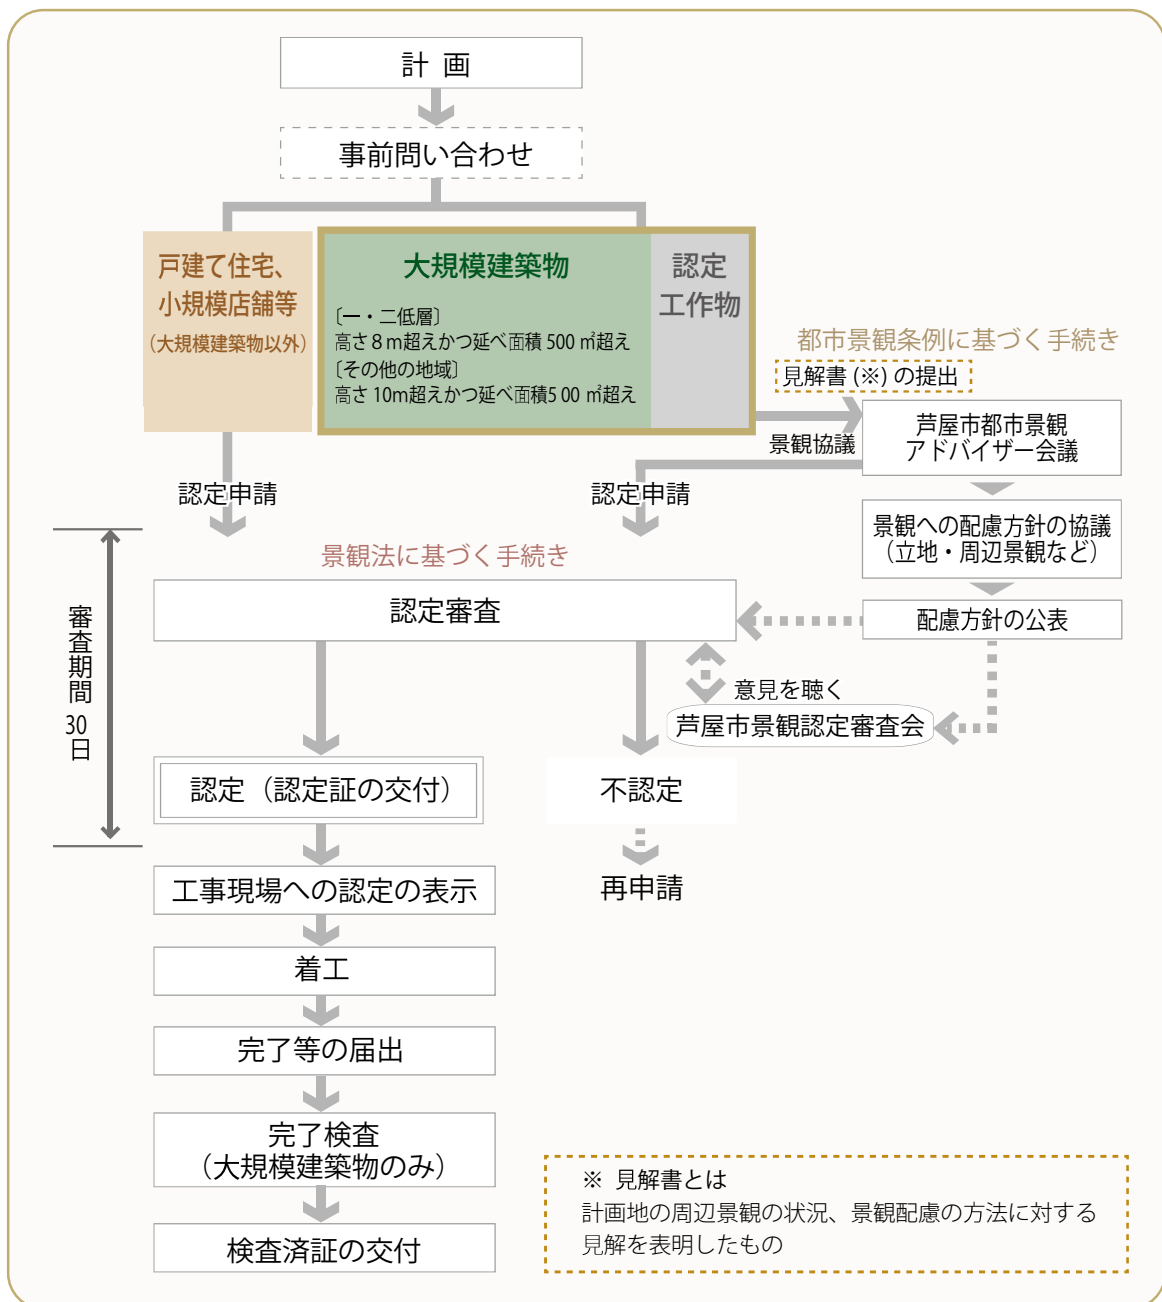 計 画
事前問い合わせ
戸建て住宅、
小規模店舗等
（大規模建築物以外）
大規模建築物
〔一・二低層〕
高さ８ｍ超えかつ延べ面積 500 ㎡超え
〔その他の地域〕
高さ 10m超えかつ延べ面積5 00 ㎡超え
認定
工作物
都市景観条例に基づく手続き
見解書 (※) の提出
芦屋市都市景観
アドバイザー会議
景観協議
認定申請
認定申請
景観への配慮方針の協議
（立地・周辺景観など）
配慮方針の公表
景観法に基づく手続き
認定審査
審査期間 30日
意見を聴く
芦屋市景観認定審査会
認定（認定証の交付）
不認定
再申請
工事現場への認定の表示
着工
完了等の届出
完了検査
（大規模建築物のみ）
検査済証の交付
※ 見解書とは
計画地の周辺景観の状況、景観配慮の方法に対する
見解を表明したもの